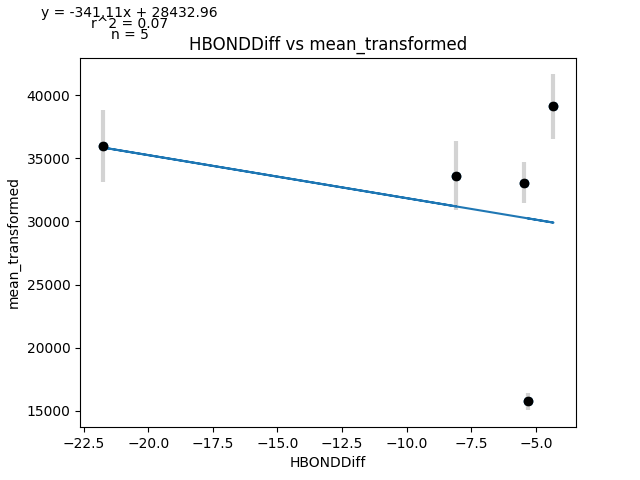 y = -341.11x + 28432.96
r^2 = 0.07
n = 5
HBONDDiff vs mean_transformed
40000
35000
30000
25000
20000
15000
mean_transformed
−22.5 −20.0 −17.5 −15.0 −12.5 −10.0 −7.5 −5.0
HBONDDiff